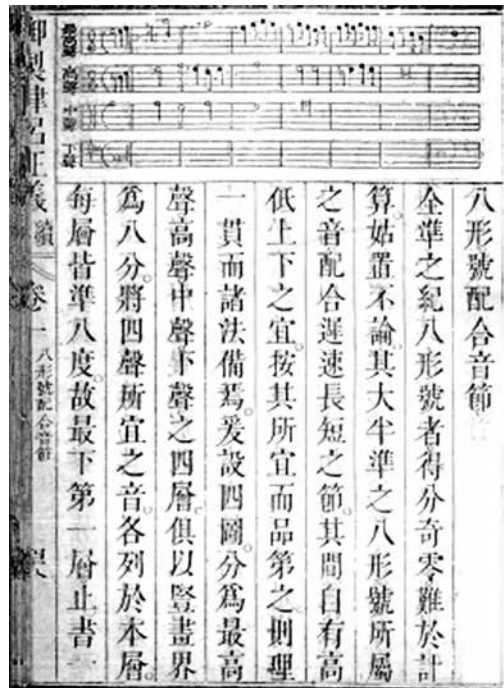 八形號配合音節
全準之紀八形號者得分奇零難於計
算姑置不論其大半準之八形號所屬
之音配合遲速長短之節其間自有高
低上下之宜按其所宜而品第之則理
一貫而諸法備焉爰設四圖分為最高
聲高聲中聲下聲之四層俱以豎畫界
為八分將四聲所宜之音各列於本層
每層皆準八度故最下第一層止書一
最高聲
高聲
中聲
下聲
御製律呂正義
續
卷一
八形號配合音節